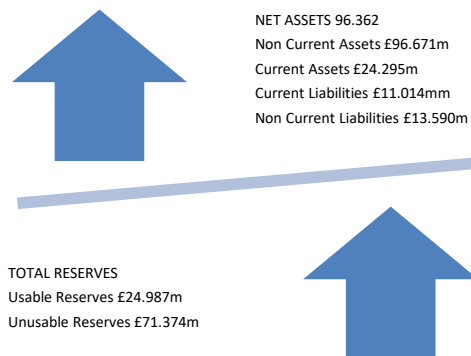 NET ASSETS 96.362
Non Current Assets £96.671m
Current Assets £24.295m
Current Liabilities £11.014mm
Non Current Liabilities £13.590m
TOTAL RESERVES
Usable Reserves £24.987m
Unusable Reserves £71.374m